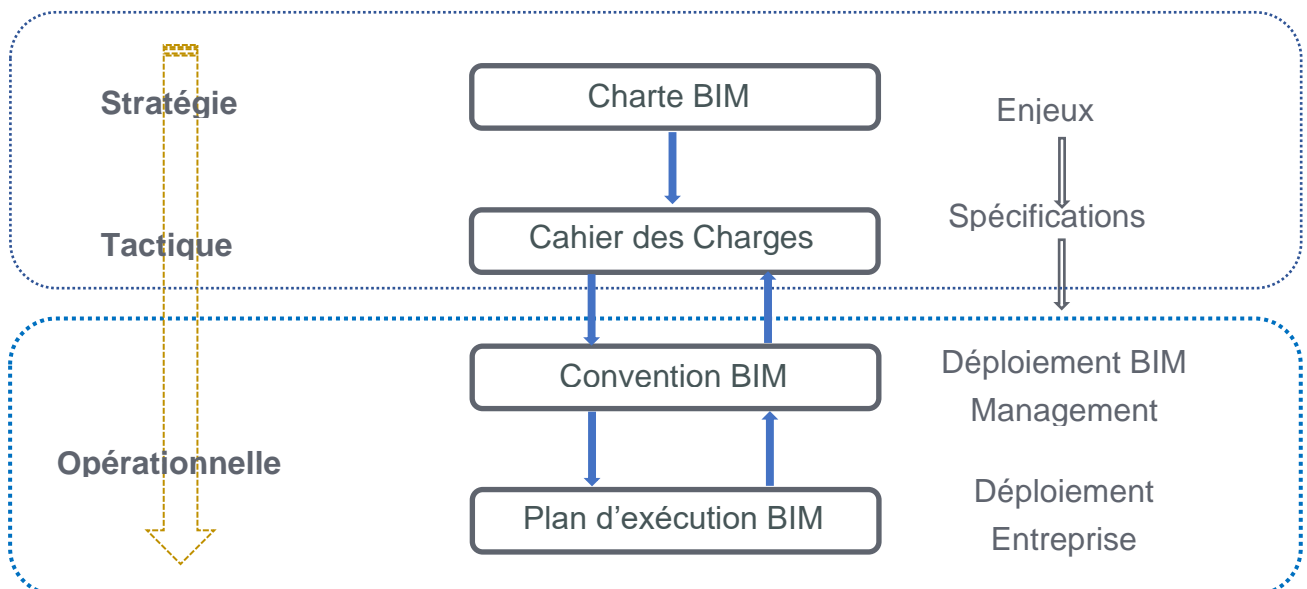 Stratégie
Charte BIM
Enjeux
Tactique
Cahier des Charges
Spécifications
Opérationnelle
Convention BIM
Déploiement BIM
Management
Plan d'exécution BIM
Déploiement
Entreprise